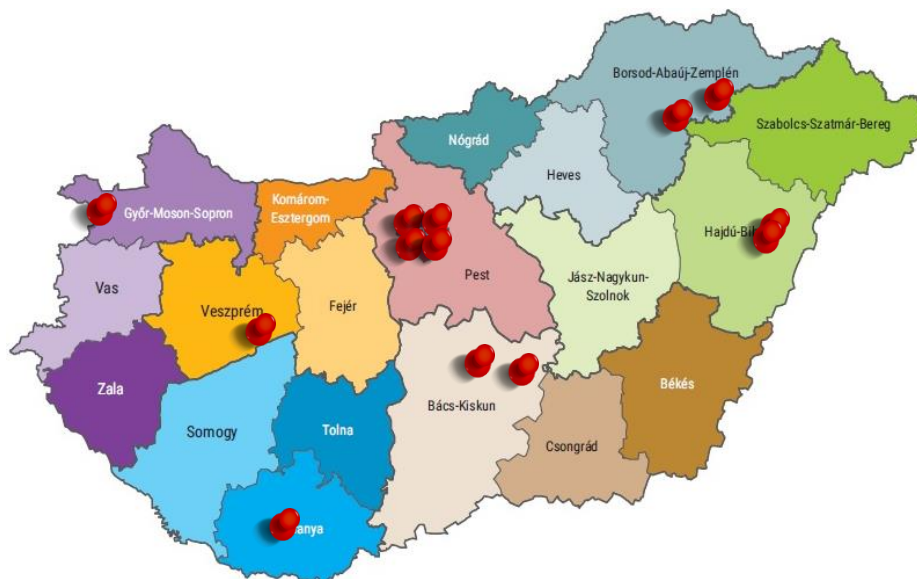 Borsod-Abaúj-Zemplén
Szabolcs-Szatmár-Bereg
Nógrád
Heves
Komárom-
Esztergom
Győr-Moson-Sopron
Pest
Jász-Nagykun-
Szolnok
Vas
Veszprém
Fejér
Zala
Békés
Bács-Kiskun
Somogy
Tolna
Csongrád